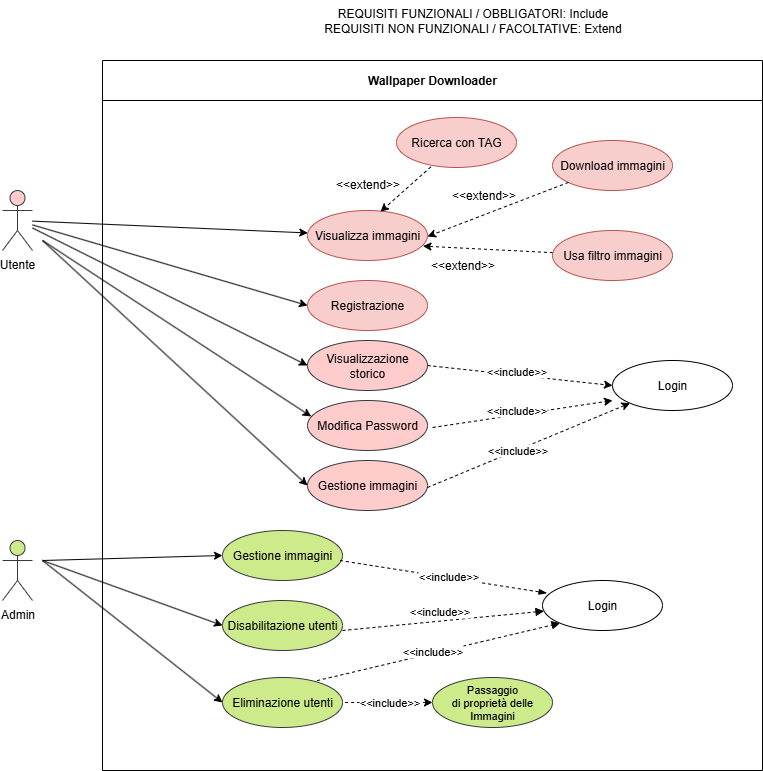 REQUISITI FUNZIONALI / OBBLIGATORI: Include
REQUISITI NON FUNZIONALI / FACOLTATIVE: Extend
Wallpaper Downloader
Ricerca con TAG
Download immagini
<<extend>>
<<extend>>
Visualizza immagini
Usa filtro immagini
<<extend>>
Utente
Registrazione
Visualizzazione
storico
<<include>>
Login
Modifica Password
<<include>>
<<include>>
Gestione immagini
Gestione immagini
<<include>>
Login
Admin
Disabilitazione utenti
<<include>>
<<include>>
Eliminazione utenti
<<include>>
Passaggio
di proprietà delle
Immagini